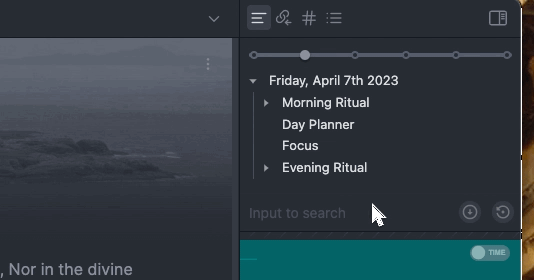 Friday, April 7th 2023
Morning Ritual
Day Planner
Focus
Evening Ritual
Input to search
TIME
, Nor in the divine